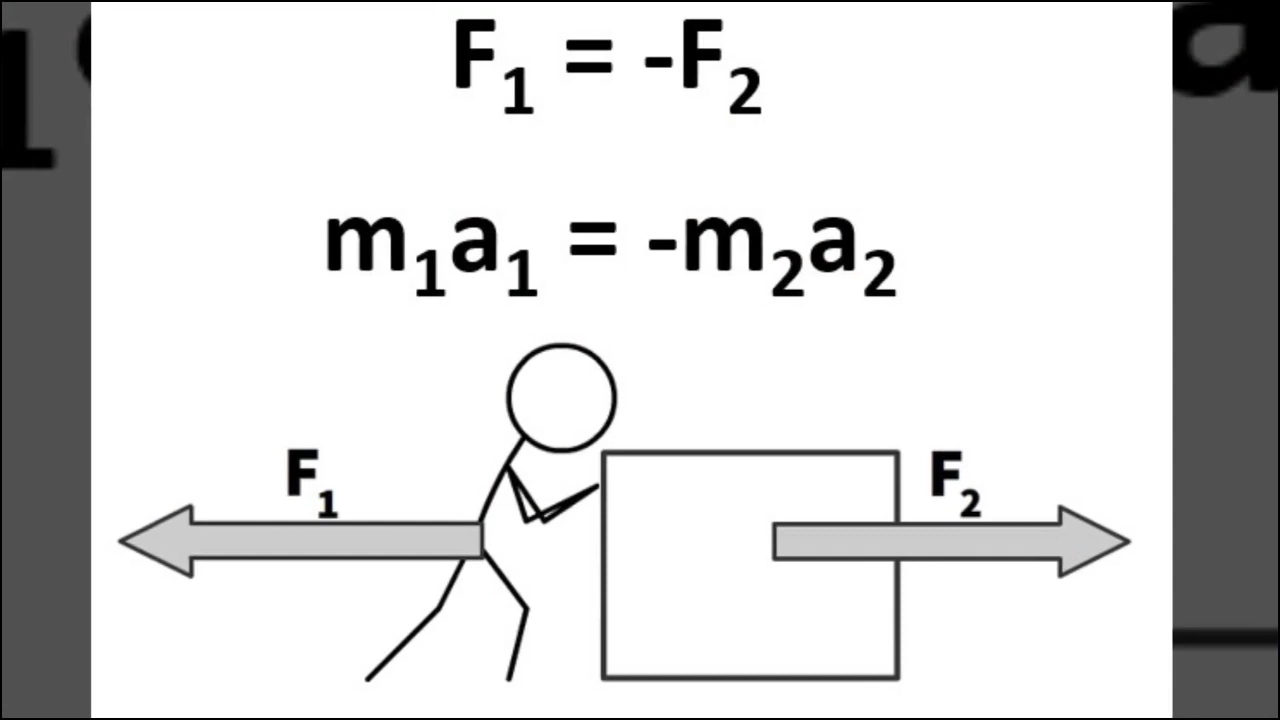 F₁ = -F₂
m₁a₁ = -m₂a₂
F₁
F₂